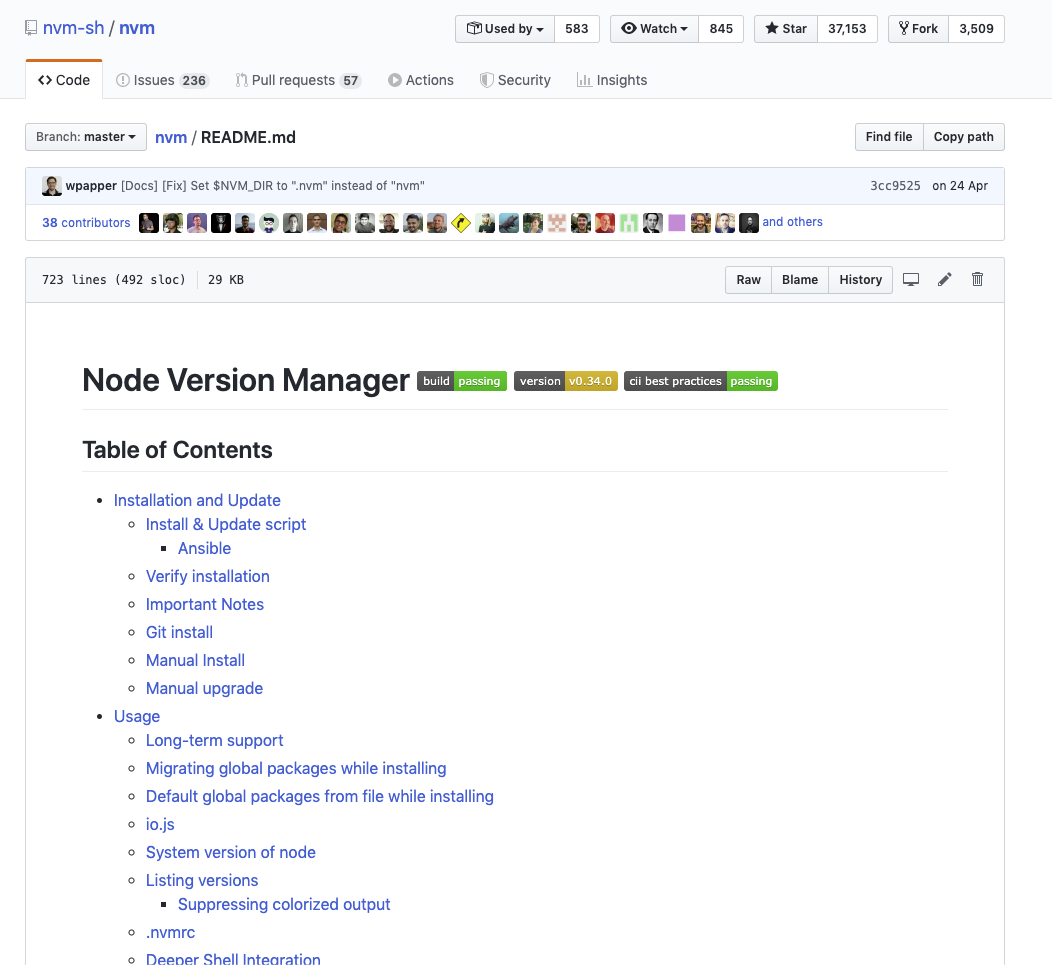 nvm-sh / nvm
Used by 583 Watch 845 Star 37,153 Fork 3,509
Code Issues 236 Pull requests 57 Actions Security Insights
Branch: master nvm / README.md Find file Copy path
wpapper [Docs] [Fix] Set $NVM_DIR to ".nvm" instead of "nvm" 3cc9525 on 24 Apr
38 contributors and others
723 lines (492 sloc) 29 KB Raw Blame History
Node Version Manager build passing version v0.34.0 cii best practices passing
Table of Contents
Installation and Update
Install & Update script
Ansible
Verify installation
Important Notes
Git install
Manual Install
Manual upgrade
Usage
Long-term support
Migrating global packages while installing
Default global packages from file while installing
io.js
System version of node
Listing versions
Suppressing colorized output
.nvmrc
Deeper Shell Integration